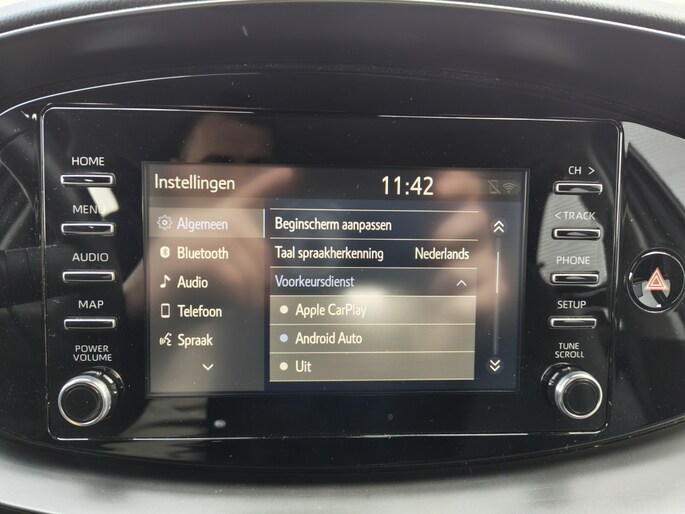 HOME
MENU
AUDIO
MAP
POWER
VOLUME
Instellingen
11:42
Algemeen
Bluetooth
Audio
Telefoon
Spraak
Beginscherm aanpassen
Taal spraakherkenning Nederlands
Voorkeursdienst
Apple CarPlay
Android Auto
Uit
CH >
< TRACK
PHONE
SETUP
TUNE
SCROLL